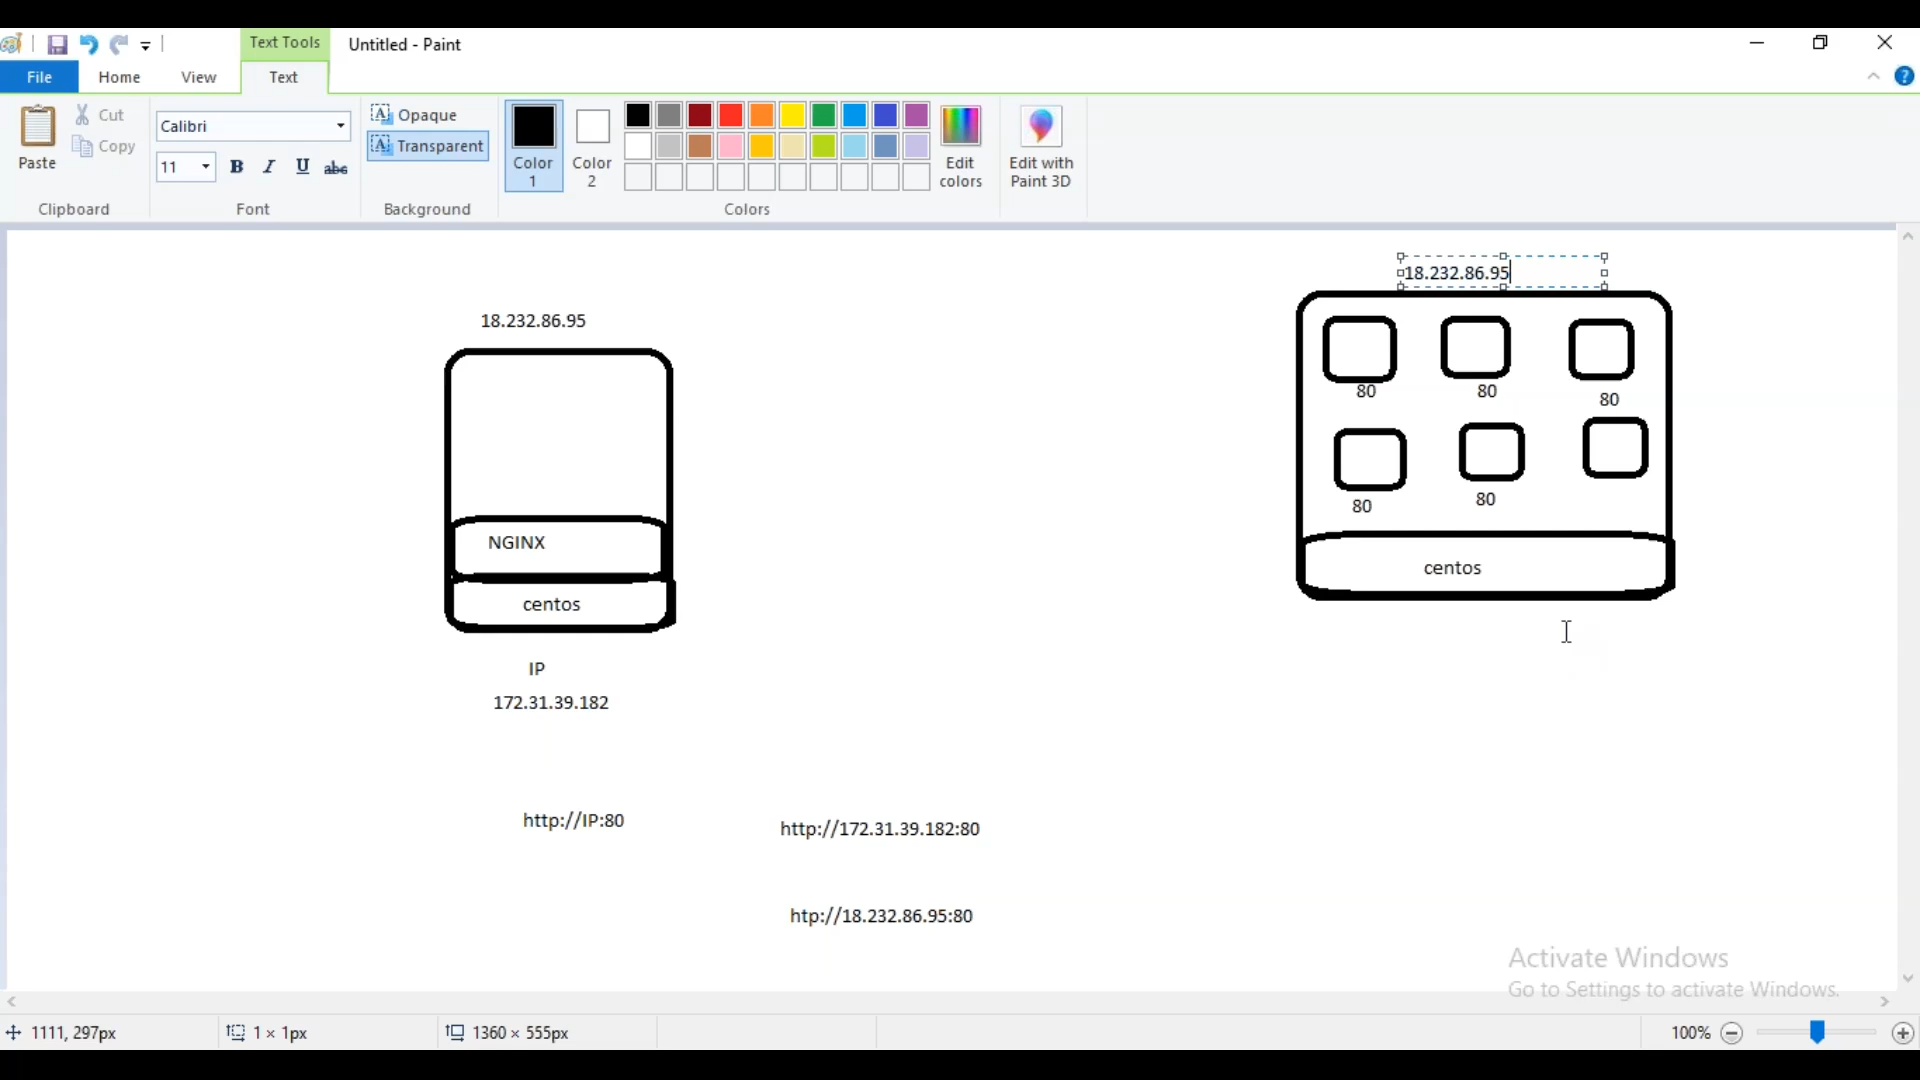 Text Tools
Untitled - Paint
File
Home
View
Text
Paste
Cut
Copy
Clipboard
Calibri
11
B
I
U
abc
Font
A Opaque
A Transparent
Background
Color 1
Color 2
Edit colors
Colors
Edit with Paint 3D
18.232.86.95
NGINX
centos
IP
172.31.39.182
http://IP:80
http://172.31.39.182:80
htp://18.232.86.95:80
18.232.86.95
80
80
80
80
80
centos
Activate Windows
Go to Settings to activate Windows.
1111, 297px
1 × 1px
1360 × 555px
100%